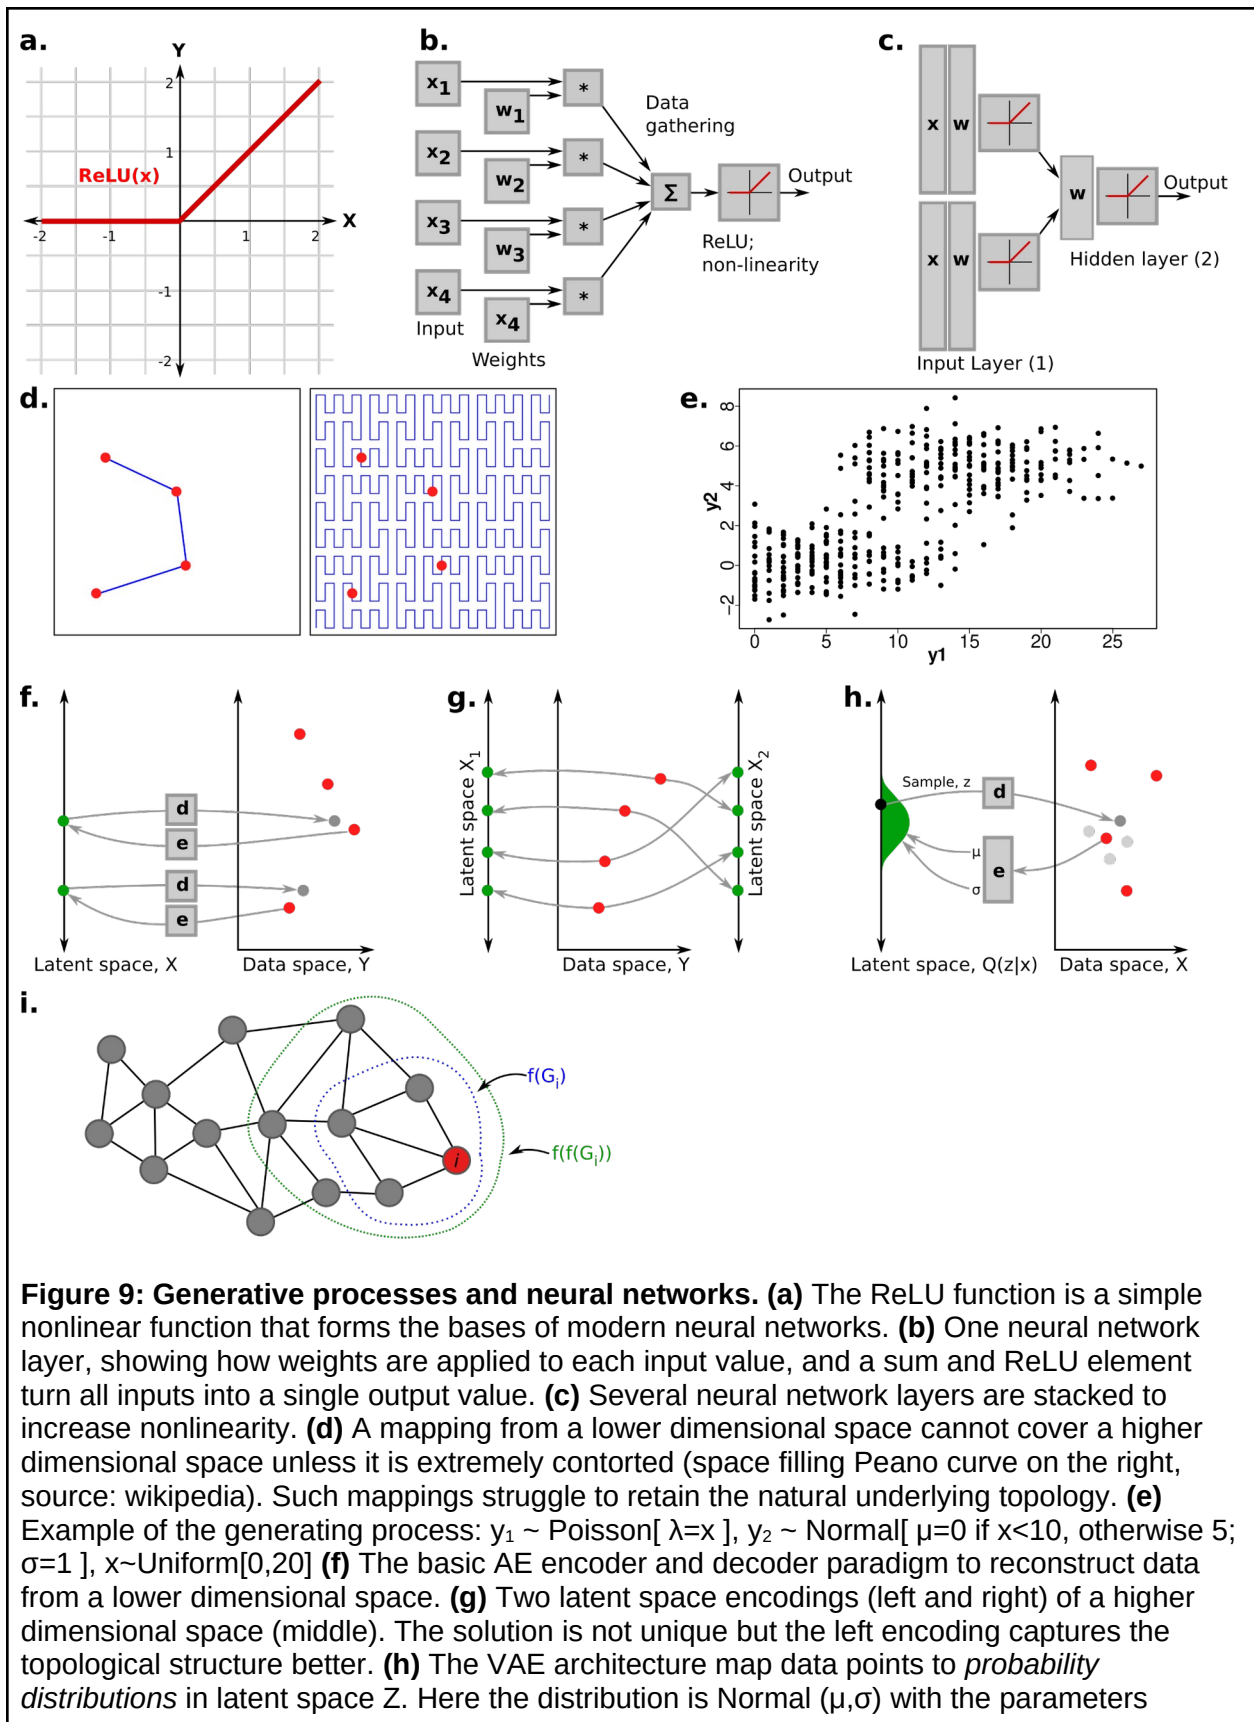 a.
Y
2
1
ReLU(x)
X
-2
-1
1
2
-1
-2
b.
x1
w1
*
x2
w2
*
x3
w3
*
x4
x4
*
Input
Weights
Data
gathering
Σ
Output
ReLU;
non-linearity
c.
x w
x w
w
Output
Hidden layer (2)
Input Layer (1)
d.
e.
y2
8
6
4
2
0
−2
0 5 10 15 20 25
y1
f.
d
e
d
e
Latent space, X
Data space, Y
g.
Latent space X1
Latent space X2
Data space, Y
h.
Sample, z
d
μ
e
σ
Latent space, Q(z|x)
Data space, X
i.
f(Gi)
f(f(Gi))
i
Figure 9: Generative processes and neural networks. (a) The ReLU function is a simple
nonlinear function that forms the bases of modern neural networks. (b) One neural network
layer, showing how weights are applied to each input value, and a sum and ReLU element
turn all inputs into a single output value. (c) Several neural network layers are stacked to
increase nonlinearity. (d) A mapping from a lower dimensional space cannot cover a higher
dimensional space unless it is extremely contorted (space filling Peano curve on the right,
source: wikipedia). Such mappings struggle to retain the natural underlying topology. (e)
Example of the generating process: y1 ~ Poisson[ λ=x ], y2 ~ Normal[ μ=0 if x<10, otherwise 5;
σ=1 ], x~Uniform[0,20] (f) The basic AE encoder and decoder paradigm to reconstruct data
from a lower dimensional space. (g) Two latent space encodings (left and right) of a higher
dimensional space (middle). The solution is not unique but the left encoding captures the
topological structure better. (h) The VAE architecture map data points to probability
distributions in latent space Z. Here the distribution is Normal (μ,σ) with the parameters